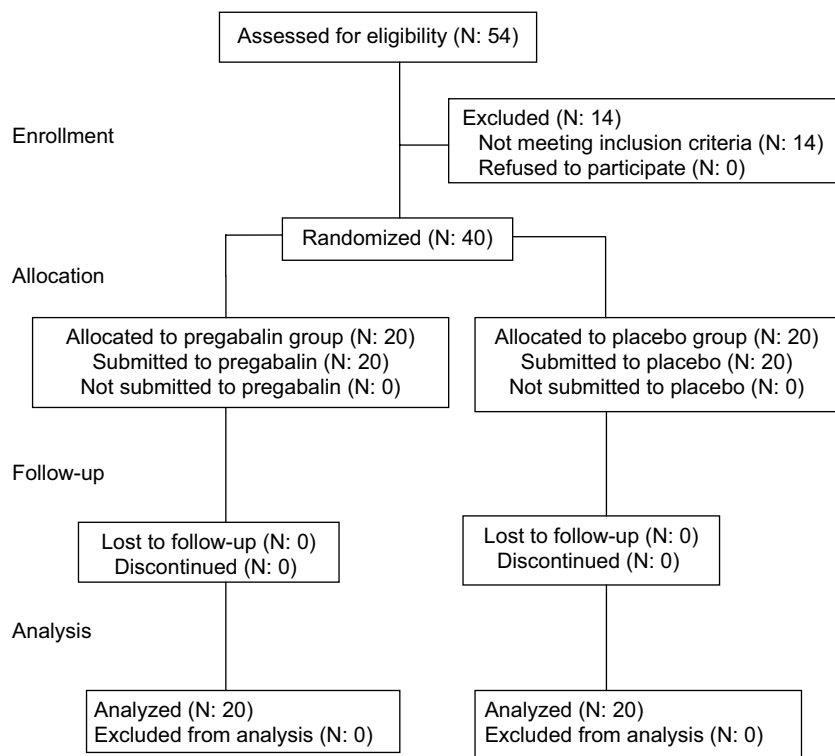 Assessed for eligibility (N: 54)
Enrollment
Excluded (N: 14)
Not meeting inclusion criteria (N: 14)
Refused to participate (N: 0)
Randomized (N: 40)
Allocation
Allocated to pregabalin group (N: 20)
Submitted to pregabalin (N: 20)
Not submitted to pregabalin (N: 0)
Allocated to placebo group (N: 20)
Submitted to placebo (N: 20)
Not submitted to placebo (N: 0)
Follow-up
Lost to follow-up (N: 0)
Discontinued (N: 0)
Lost to follow-up (N: 0)
Discontinued (N: 0)
Analysis
Analyzed (N: 20)
Excluded from analysis (N: 0)
Analyzed (N: 20)
Excluded from analysis (N: 0)